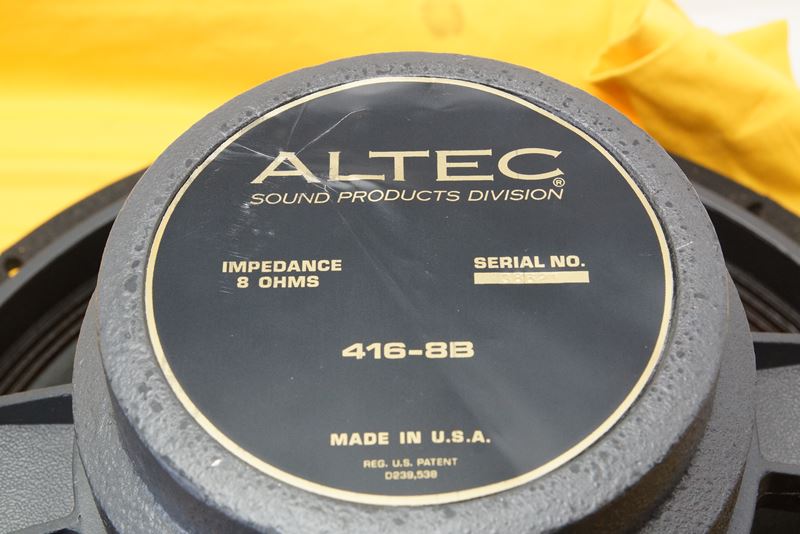 ALTEC
®
SOUND PRODUCTS DIVISION
IMPEDANCE
8 OHMS
SERIAL NO.
416-8B
MADE IN U.S.A.
REG. U.S. PATENT
D239,538